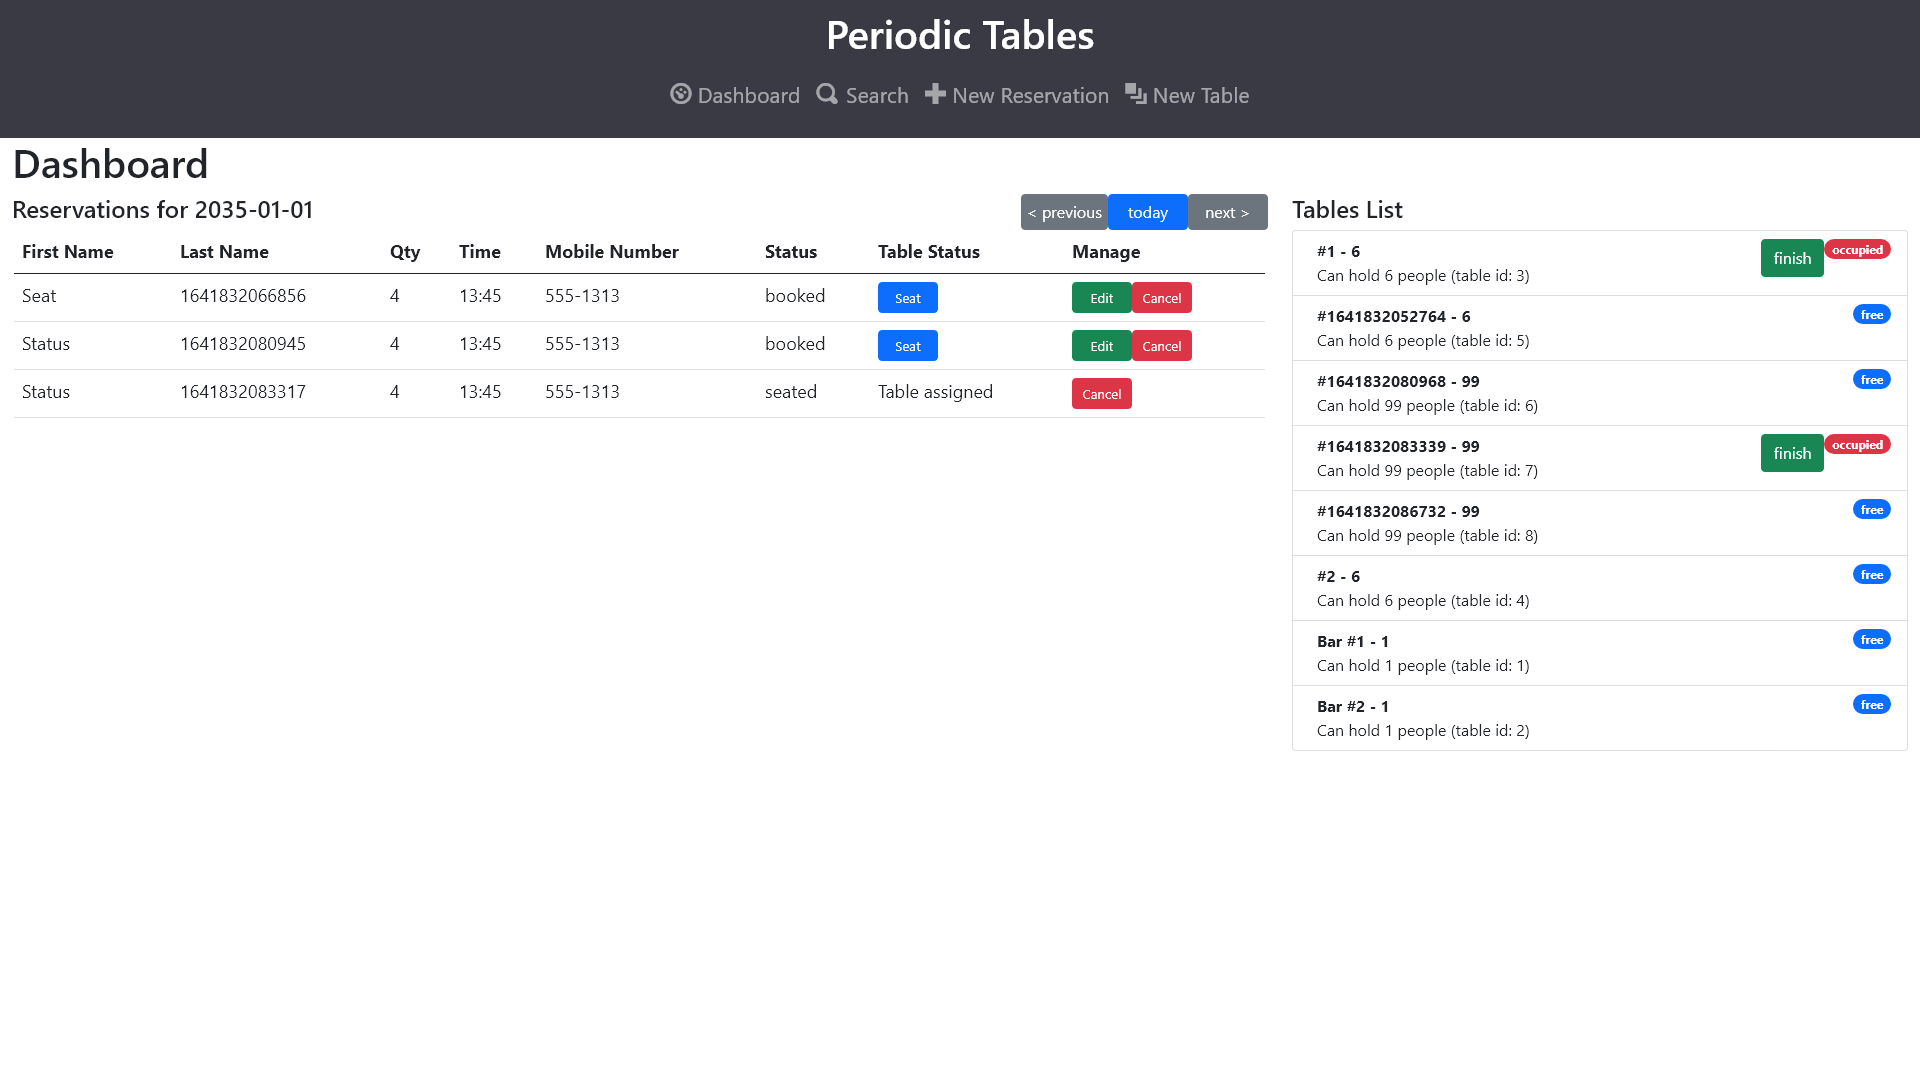 Periodic Tables
Dashboard Search New Reservation New Table
Dashboard
Reservations for 2035-01-01
< previous today next >
First Name Last Name Qty Time Mobile Number Status Table Status Manage
Seat 1641832066856 4 13:45 555-1313 booked Seat Edit Cancel
Status 1641832080945 4 13:45 555-1313 booked Seat Edit Cancel
Status 1641832083317 4 13:45 555-1313 seated Table assigned Cancel
Tables List
#1 - 6 finish occupied
Can hold 6 people (table id: 3)
#1641832052764 - 6 free
Can hold 6 people (table id: 5)
#1641832080968 - 99 free
Can hold 99 people (table id: 6)
#1641832083339 - 99 finish occupied
Can hold 99 people (table id: 7)
#1641832086732 - 99 free
Can hold 99 people (table id: 8)
#2 - 6 free
Can hold 6 people (table id: 4)
Bar #1 - 1 free
Can hold 1 people (table id: 1)
Bar #2 - 1 free
Can hold 1 people (table id: 2)